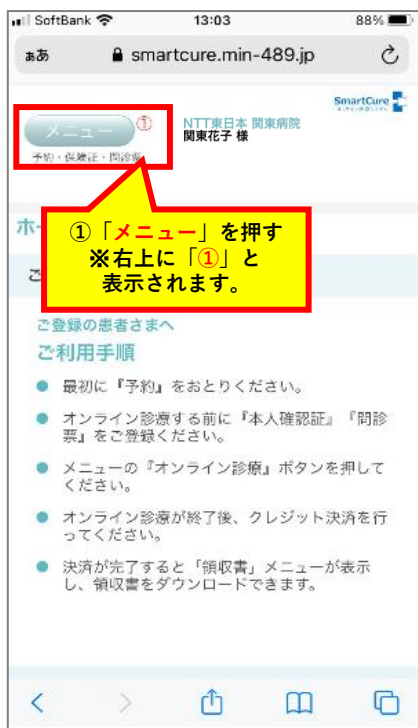 SoftBank 13:03 88%
ああ smartcure.min-489.jp
SmartCure
メニュー ①
NTT東日本 関東病院
関東花子 様
予約・保険証・問診
①「メニュー」を押す
※右上に「①」と
表示されます。
ホー
ご
ご登録の患者さまへ
ご利用手順
● 最初に『予約』をおとりください。
● オンライン診療する前に『本人確認証』『問診
票』をご登録ください。
● メニューの『オンライン診療』ボタンを押して
ください。
● オンライン診療が終了後、クレジット決済を行
ってください。
● 決済が完了すると「領収書」メニューが表示
し、領収書をダウンロードできます。